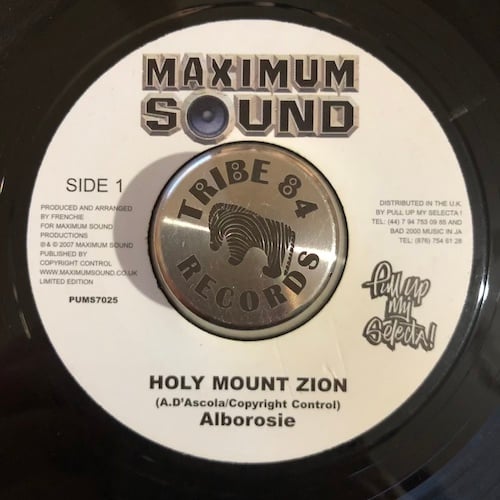 MAXIMUM
SOUND
SIDE 1
PRODUCED AND ARRANGED
BY FRENCHIE
FOR MAXIMUM SOUND
PRODUCTIONS
℗ & © 2007 MAXIMUM SOUND
PUBLISHED BY
COPYRIGHT CONTROL
WWW.MAXIMUMSOUND.CO.UK
LIMITED EDITION
PUMS7025
TRIBE 84
RECORDS
DISTRIBUTED IN THE U.K.
BY PULL UP MY SELECTA !
TEL: (44) 7 94 753 09 85 AND
BAD 2000 MUSIC IN JA
TEL: (876) 754 91 28
Pull up
my
Selecta!
HOLY MOUNT ZION
(A.D'Ascola/Copyright Control)
Alborosie